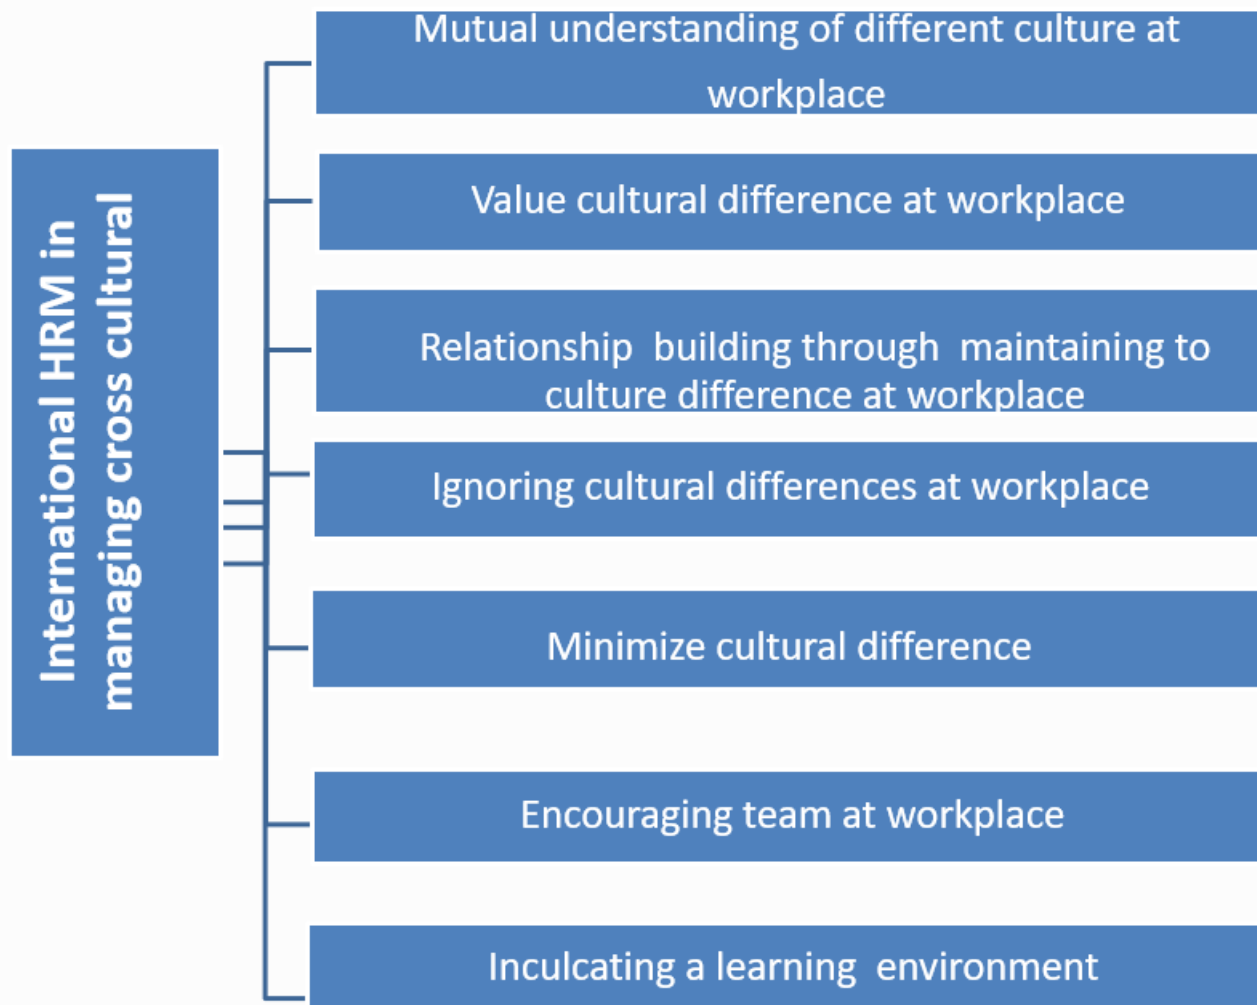 International HRM in
managing cross cultural
Mutual understanding of different culture at
workplace
Value cultural difference at workplace
Relationship building through maintaining to
culture difference at workplace
Ignoring cultural differences at workplace
Minimize cultural difference
Encouraging team at workplace
Inculcating a learning environment